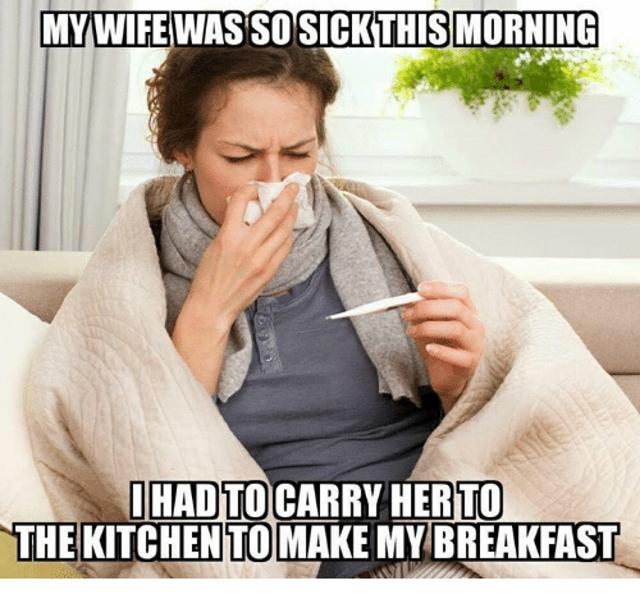 MY WIFE WAS SO SICK THIS MORNING
I HAD TO CARRY HER TO
THE KITCHEN TO MAKE MY BREAKFAST